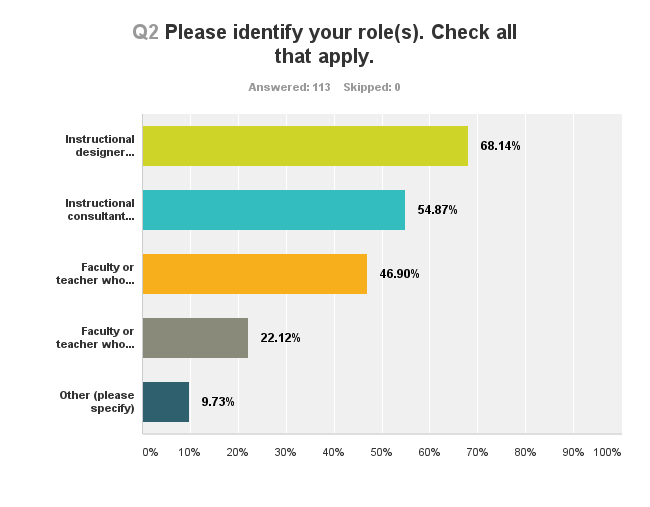 Q2 Please identify your role(s). Check all
that apply.
Answered: 113 Skipped: 0
Instructional
designer...
68.14%
Instructional
consultant...
54.87%
Faculty or
teacher who...
46.90%
Faculty or
teacher who...
22.12%
Other (please
specify)
9.73%
0% 10% 20% 30% 40% 50% 60% 70% 80% 90% 100%